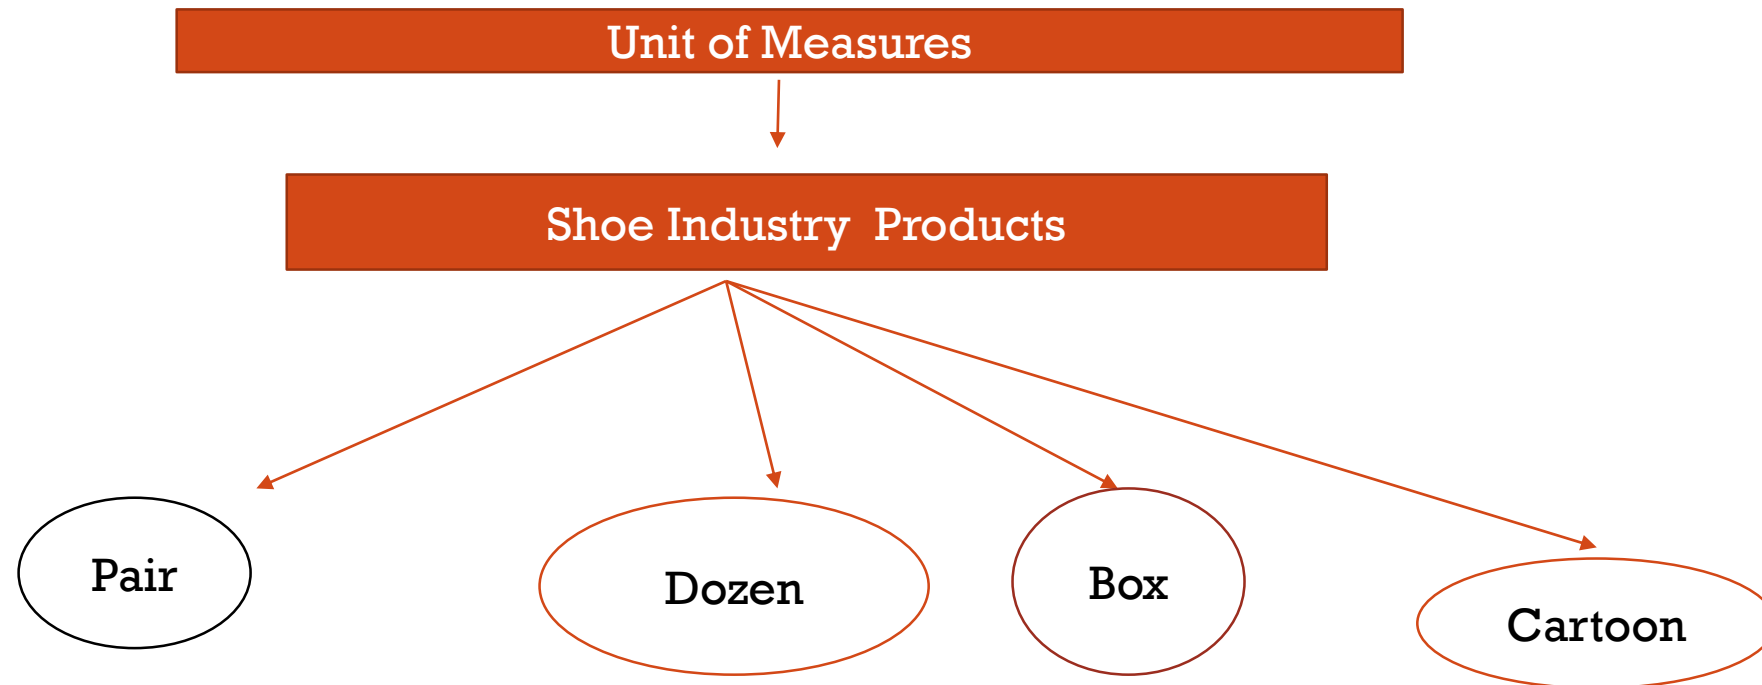 Unit of Measures
Shoe Industry  Products
Pair
Dozen
Box
Cartoon